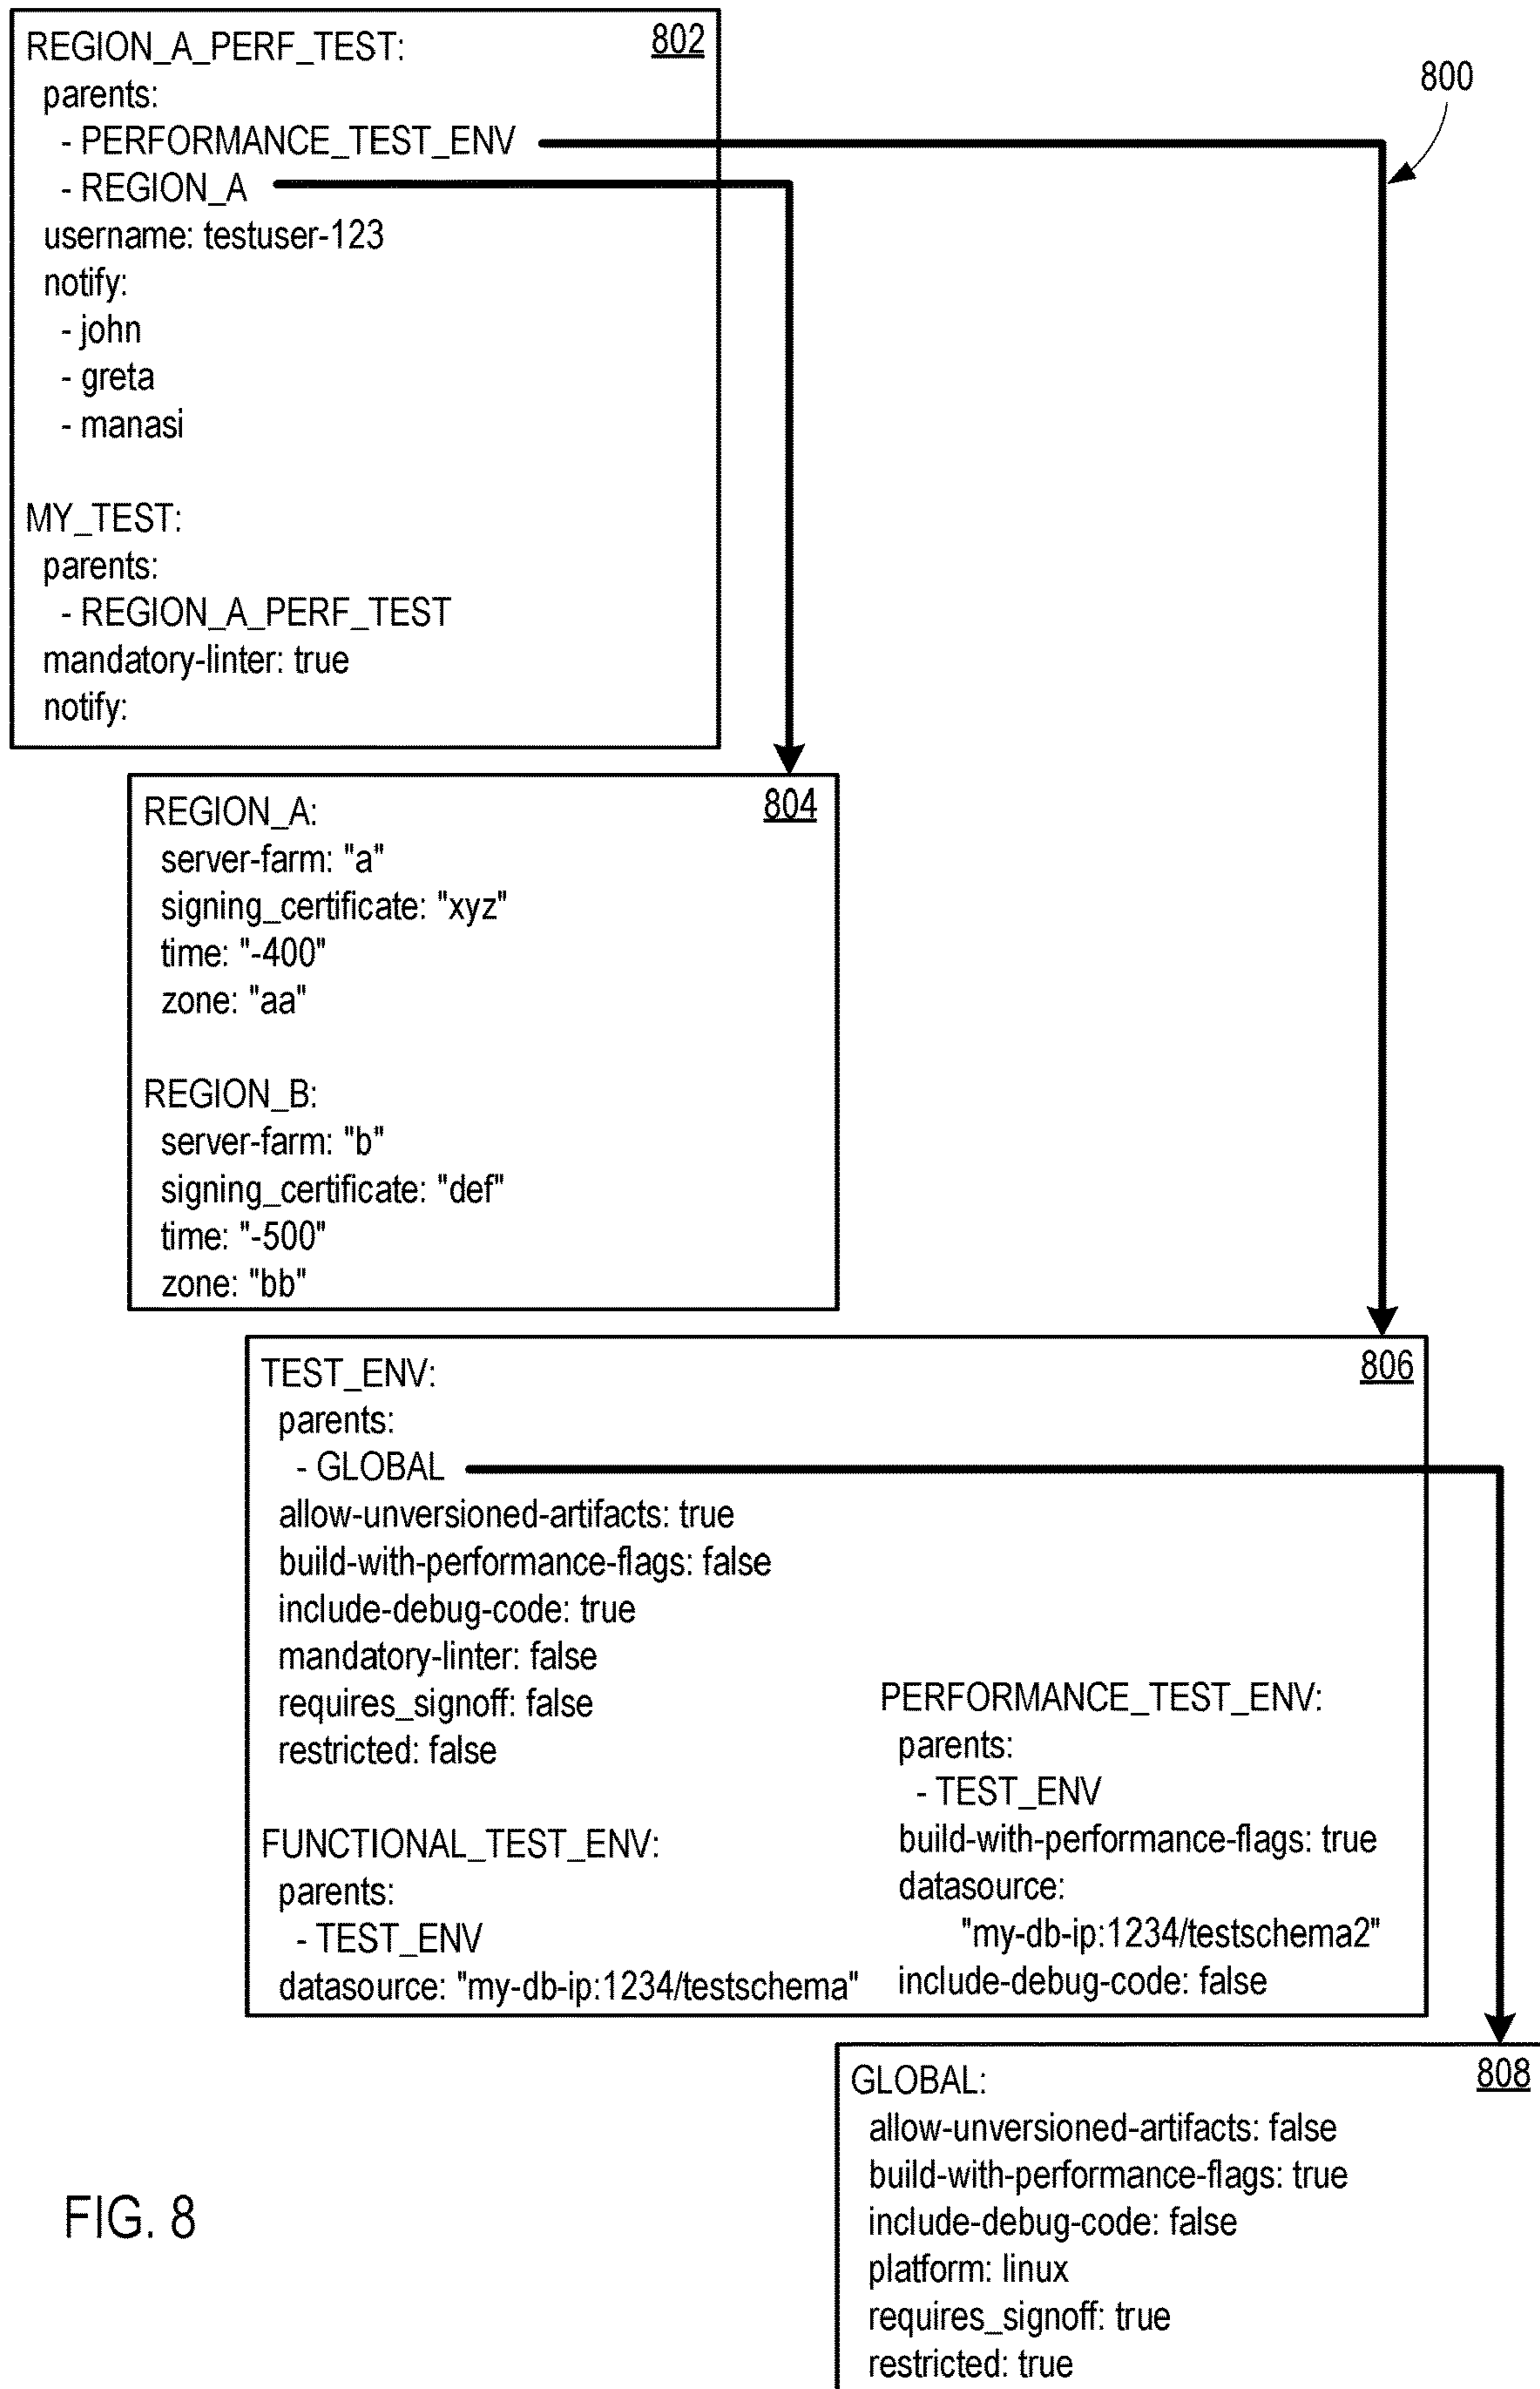 802
REGION_A_PERF_TEST:
parents:
- PERFORMANCE_TEST_ENV
- REGION_A
username: testuser-123
notify:
- john
- greta
- manasi
MY_TEST:
parents:
- REGION_A_PERF_TEST
mandatory-linter: true
notify:
800
804
REGION_A:
server-farm: "a"
signing_certificate: "xyz"
time: "-400"
zone: "aa"
REGION_B:
server-farm: "b"
signing_certificate: "def"
time: "-500"
zone: "bb"
806
TEST_ENV:
parents:
- GLOBAL
allow-unversioned-artifacts: true
build-with-performance-flags: false
include-debug-code: true
mandatory-linter: false
requires_signoff: false
restricted: false
FUNCTIONAL_TEST_ENV:
parents:
- TEST_ENV
datasource: "my-db-ip:1234/testschema"
PERFORMANCE_TEST_ENV:
parents:
- TEST_ENV
build-with-performance-flags: true
datasource:
"my-db-ip:1234/testschema2"
include-debug-code: false
808
GLOBAL:
allow-unversioned-artifacts: false
build-with-performance-flags: true
include-debug-code: false
platform: linux
requires_signoff: true
restricted: true
FIG. 8